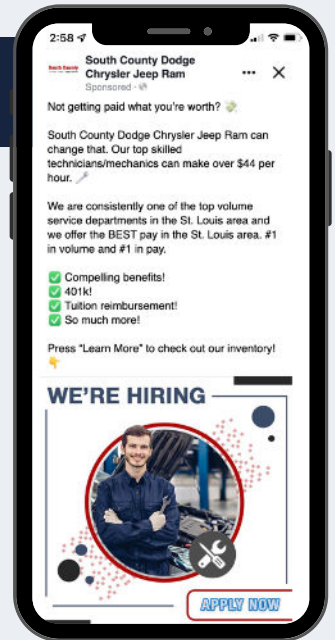 2:58
South County
South County Dodge
Chrysler Jeep Ram
Sponsored ·
Not getting paid what you're worth? 💸
South County Dodge Chrysler Jeep Ram can
change that. Our top skilled
technicians/mechanics can make over $44 per
hour. 🔧
We are consistently one of the top volume
service departments in the St. Louis area and
we offer the BEST pay in the St. Louis area. #1
in volume and #1 in pay.
✅ Compelling benefits!
✅ 401k!
✅ Tuition reimbursement!
✅ So much more!
Press "Learn More" to check out our inventory!
👇
WE'RE HIRING
APPLY NOW